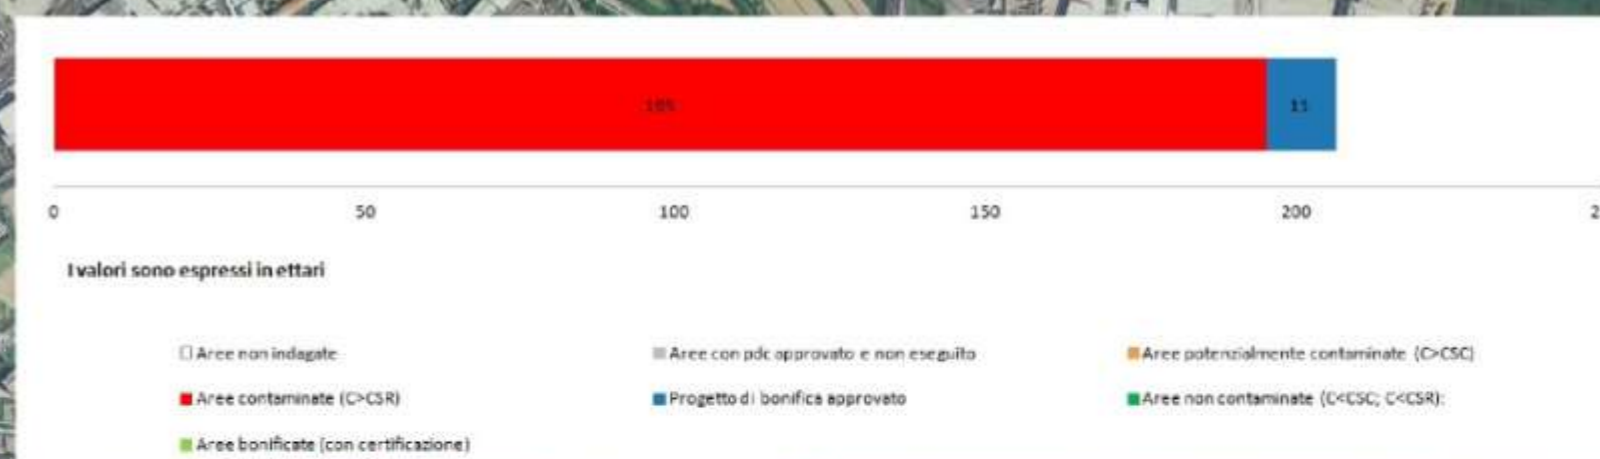 195 11
0 50 100 150 200 2
I valori sono espressi in ettari
Aree non indagate Aree con pdc approvato e non eseguito Aree potenzialmente contaminate (C>CSC)
Aree contaminate (C>CSR) Progetto di bonifica approvato Aree non contaminate (C<CSC; C<CSR):
Aree bonificate (con certificazione)